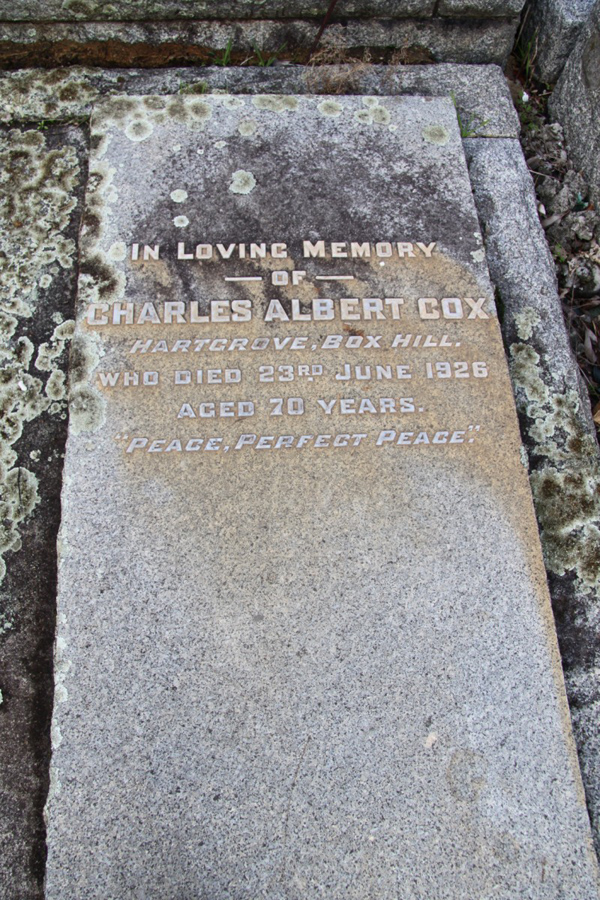 IN LOVING MEMORY
— OF —
CHARLES ALBERT COX
"HARTGROVE," BOX HILL.
WHO DIED 23RD JUNE 1926
AGED 70 YEARS.
"PEACE, PERFECT PEACE."